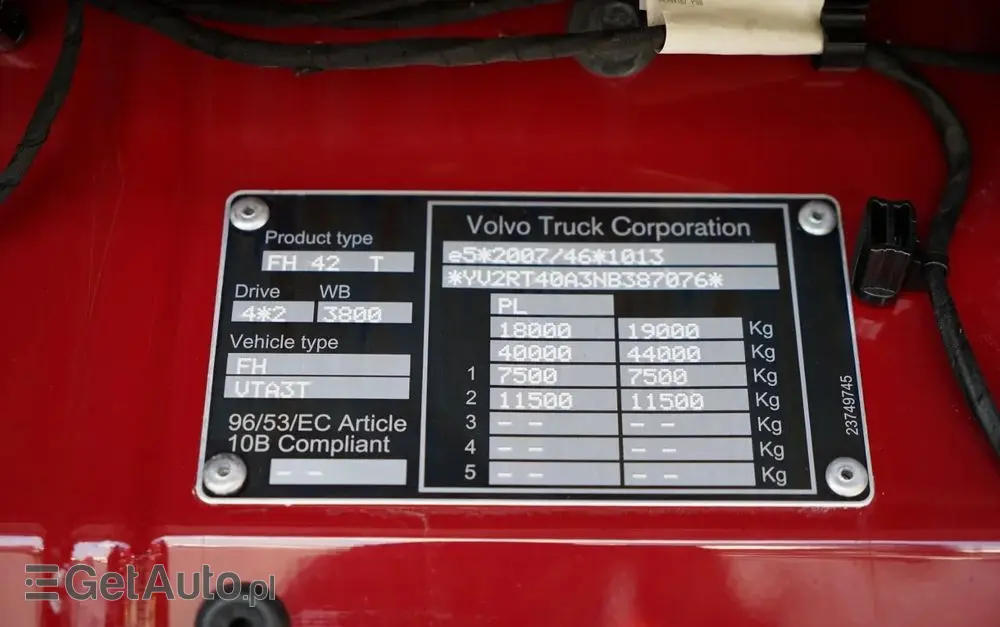 Product type
FH 42 T
Drive WB
4*2 3800
Vehicle type
FH
VTA3T
96/53/EC Article
10B Compliant
- -
Volvo Truck Corporation
e5*2007/46*1013
*YV2RT40A3NB387076*
PL
18000 19000 Kg
40000 44000 Kg
1 7500 7500 Kg
2 11500 11500 Kg
3 - - - - Kg
4 - - - - Kg
5 - - - - Kg
23749745
GetAuto.pl